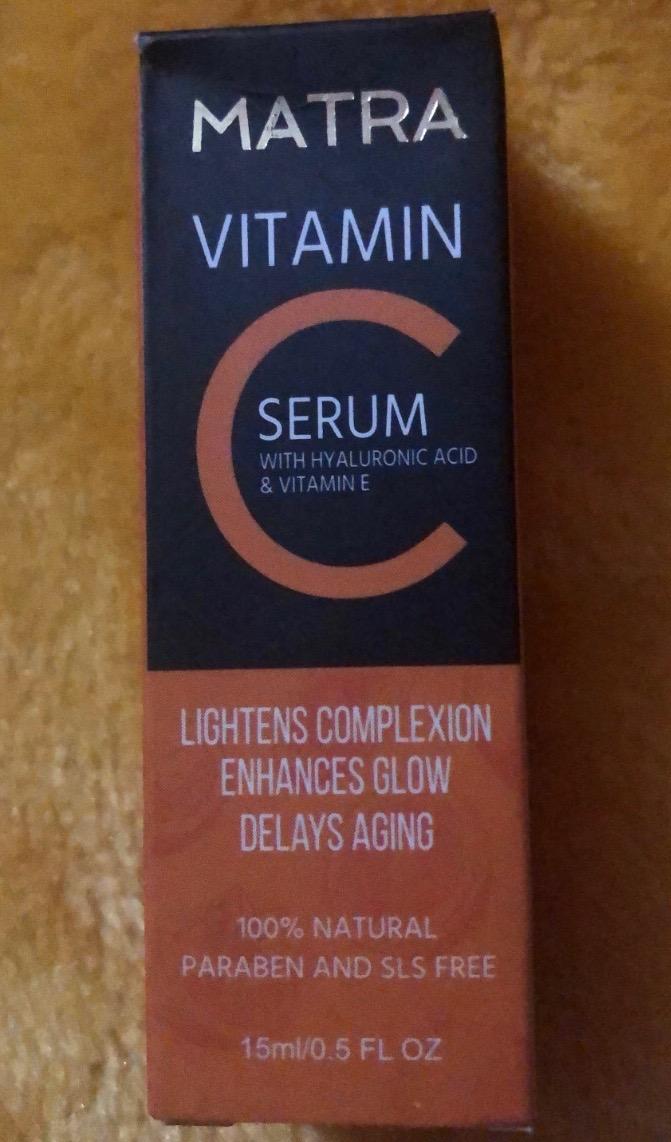 MATRA
VITAMIN
C
SERUM
WITH HYALURONIC ACID
& VITAMIN E
LIGHTENS COMPLEXION
ENHANCES GLOW
DELAYS AGING
100% NATURAL
PARABEN AND SLS FREE
15ml/0.5 FL OZ